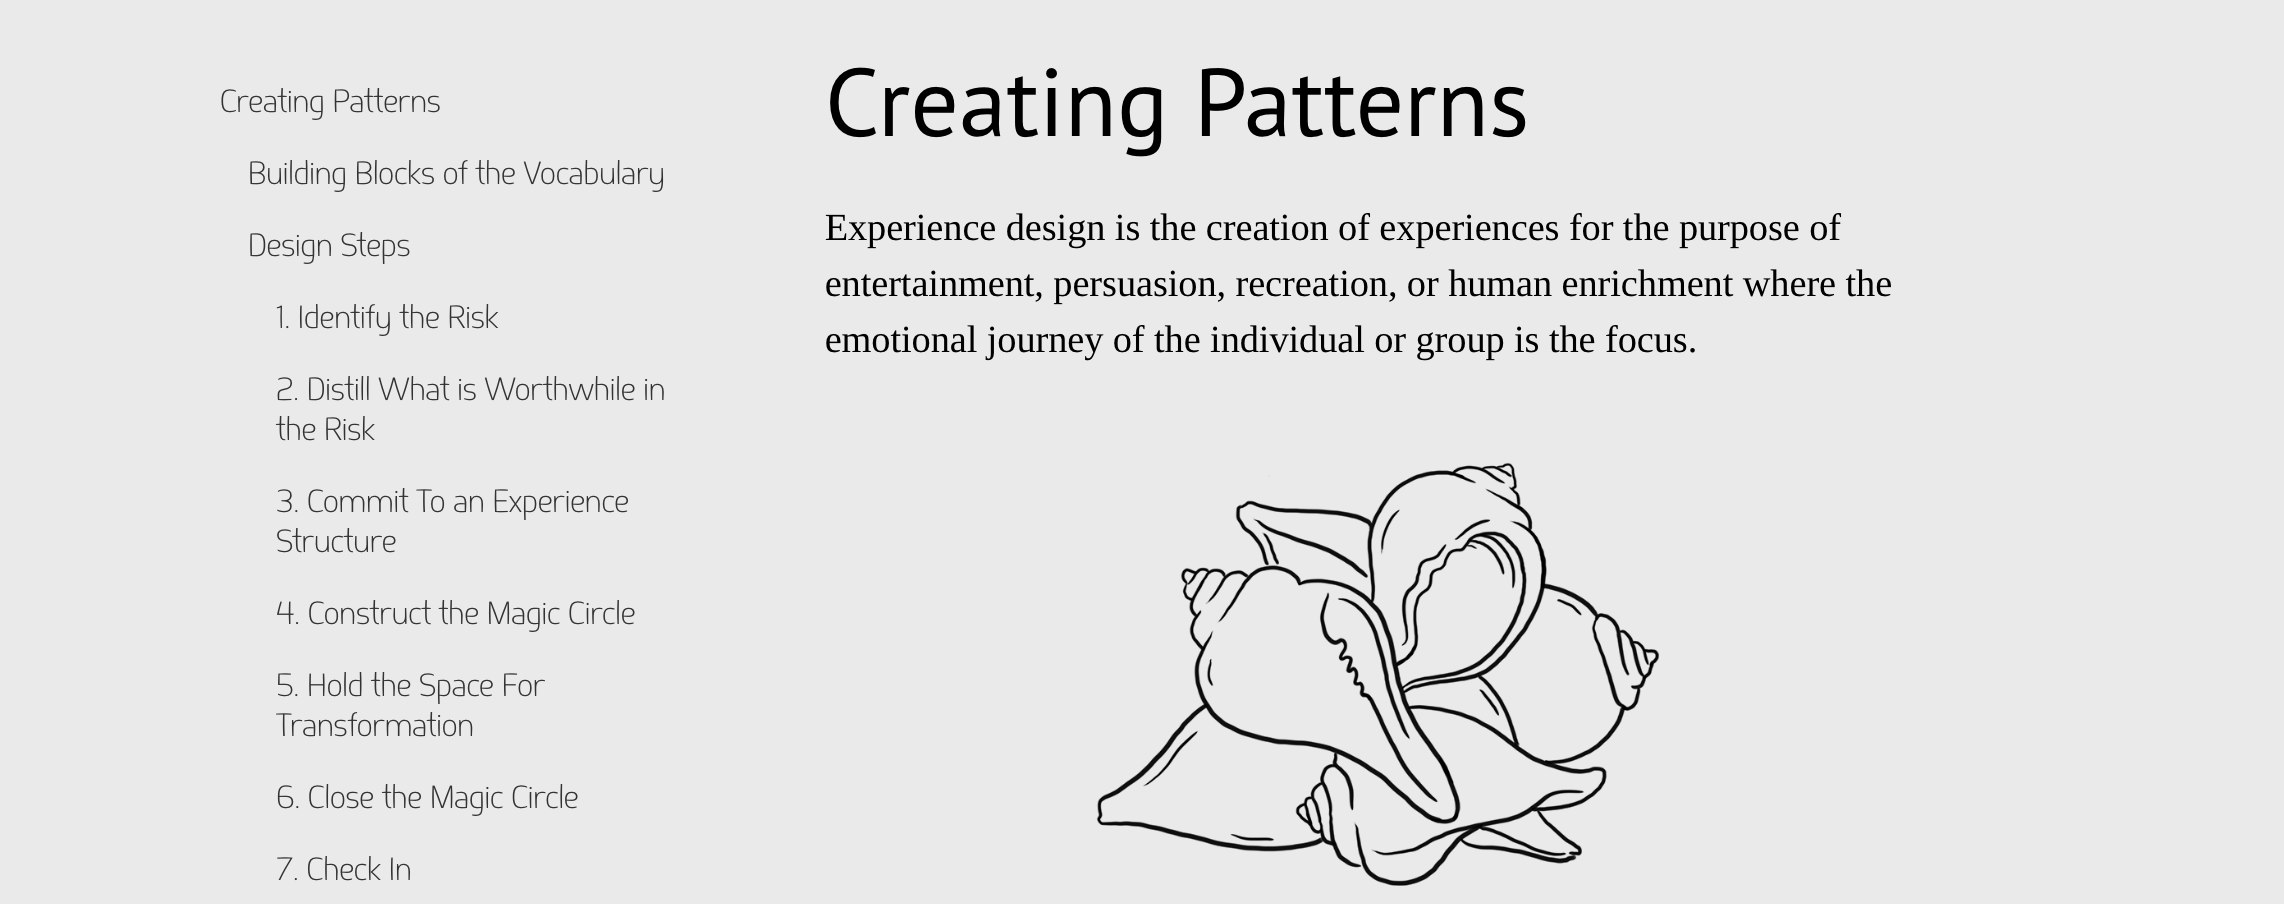 Creating Patterns
Building Blocks of the Vocabulary
Design Steps
1. Identify the Risk
2. Distill What is Worthwhile in
the Risk
3. Commit To an Experience
Structure
4. Construct the Magic Circle
5. Hold the Space For
Transformation
6. Close the Magic Circle
7. Check In
Creating Patterns
Experience design is the creation of experiences for the purpose of
entertainment, persuasion, recreation, or human enrichment where the
emotional journey of the individual or group is the focus.